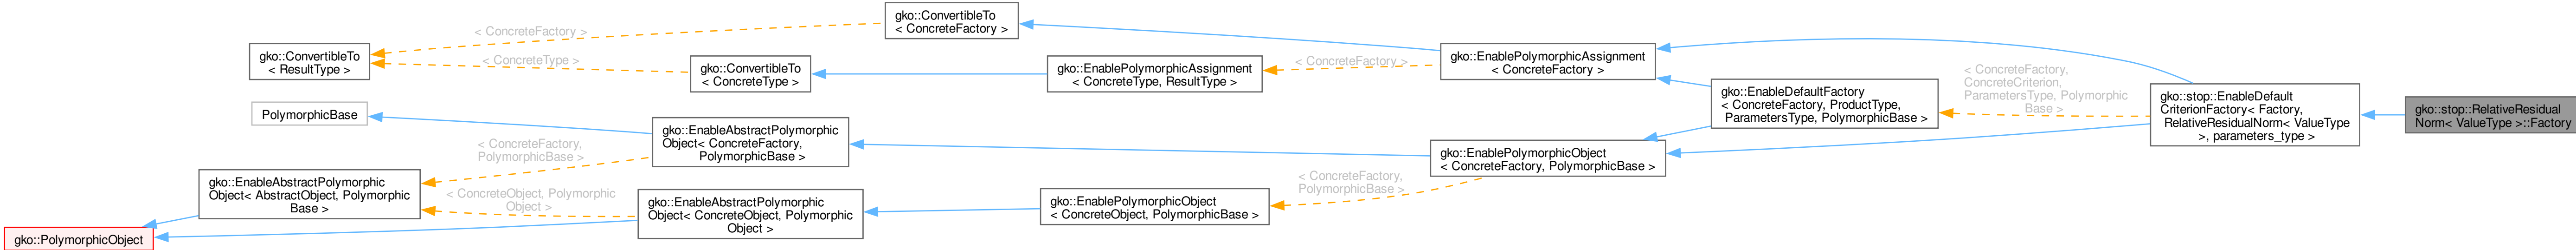 gko::ConvertibleTo
< ConcreteFactory >
< ConcreteFactory >
gko::ConvertibleTo
< ResultType >
< ConcreteType >
gko::ConvertibleTo
< ConcreteType >
gko::EnablePolymorphicAssignment
< ConcreteType, ResultType >
< ConcreteFactory >
gko::EnablePolymorphicAssignment
< ConcreteFactory >
PolymorphicBase
gko::EnableDefaultFactory
< ConcreteFactory, ProductType,
ParametersType, PolymorphicBase >
< ConcreteFactory,
ConcreteCriterion,
ParametersType, Polymorphic
Base >
gko::stop::EnableDefault
CriterionFactory< Factory,
RelativeResidualNorm< ValueType
>, parameters_type >
gko::stop::RelativeResidual
Norm< ValueType >::Factory
gko::EnableAbstractPolymorphic
Object< ConcreteFactory,
PolymorphicBase >
< ConcreteFactory,
PolymorphicBase >
gko::EnablePolymorphicObject
< ConcreteFactory, PolymorphicBase >
gko::EnableAbstractPolymorphic
Object< AbstractObject, Polymorphic
Base >
< ConcreteObject, Polymorphic
Object >
gko::EnableAbstractPolymorphic
Object< ConcreteObject, Polymorphic
Object >
gko::EnablePolymorphicObject
< ConcreteObject, PolymorphicBase >
< ConcreteFactory,
PolymorphicBase >
gko::PolymorphicObject